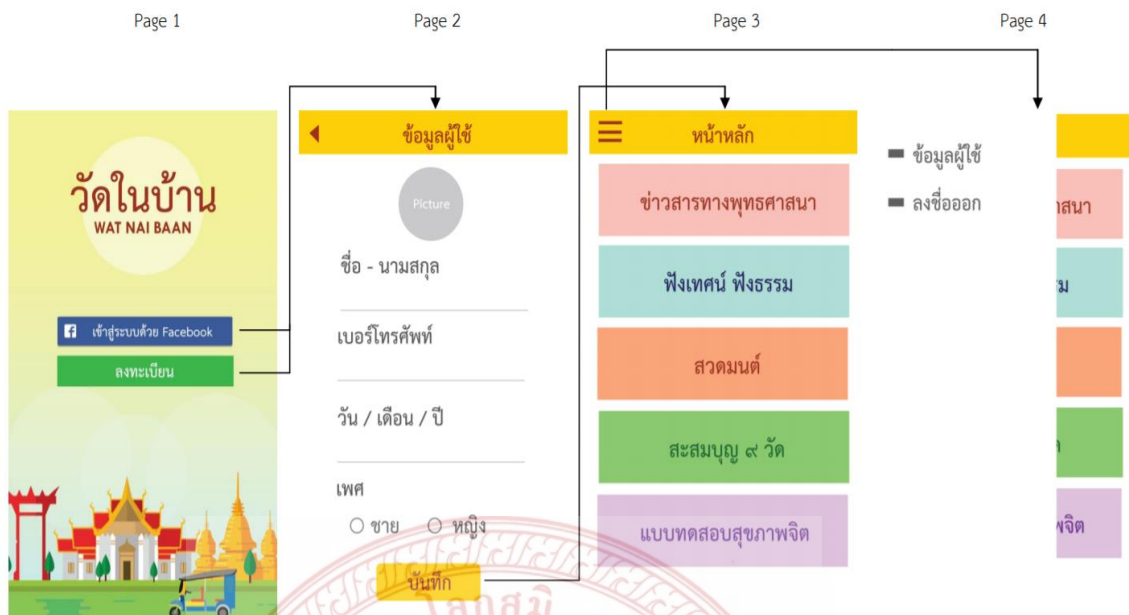 Page 1
Page 2
Page 3
Page 4
วัดในบ้าน
WAT NAI BAAN
เข้าสู่ระบบด้วย Facebook
ลงทะเบียน
ข้อมูลผู้ใช้
Picture
ชื่อ - นามสกุล
เบอร์โทรศัพท์
วัน / เดือน / ปี
เพศ
ชาย หญิง
บันทึก
หน้าหลัก
ข่าวสารทางพุทธศาสนา
ฟังเทศน์ ฟังธรรม
สวดมนต์
สะสมบุญ ๙ วัด
แบบทดสอบสุขภาพจิต
ข้อมูลผู้ใช้
ลงชื่อออก